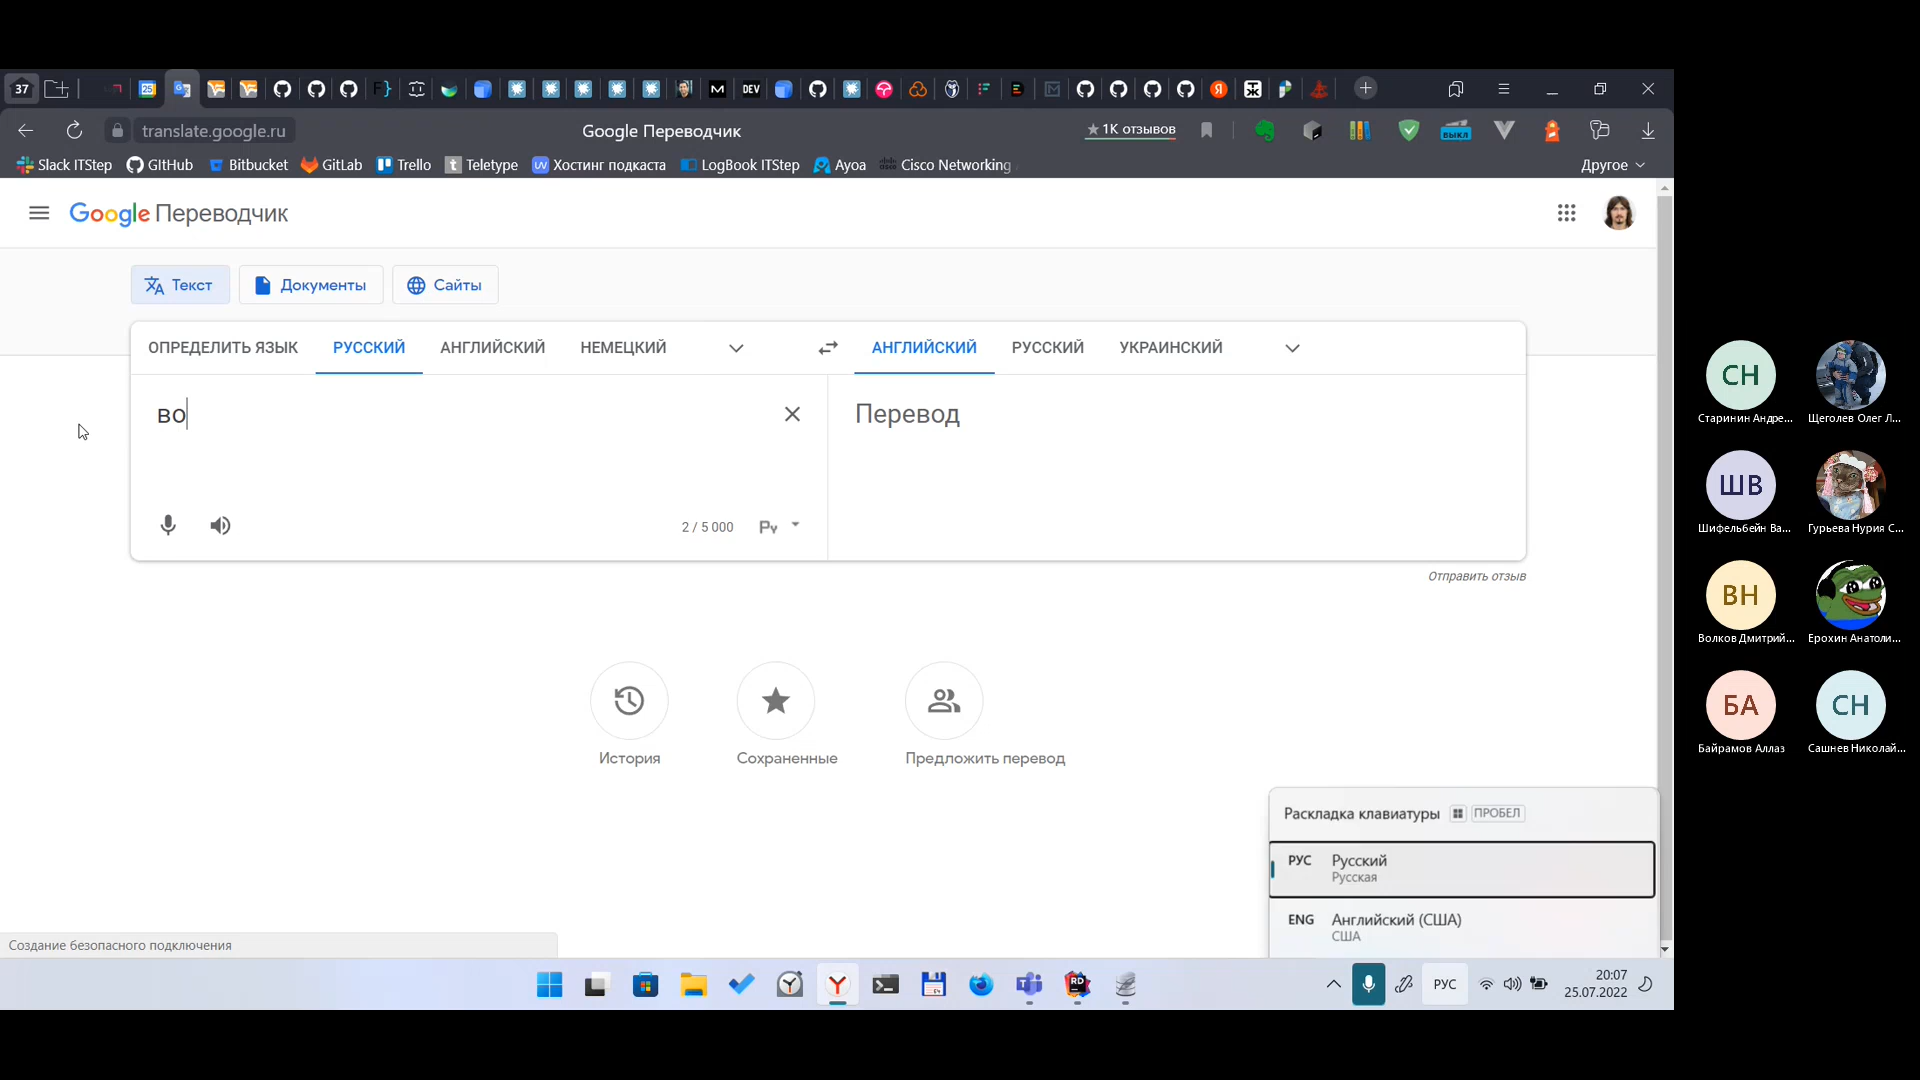 37
25
DEV
translate.google.ru
Google Переводчик
★1К отзывов
ВЫКЛ
Slack ITStep
GItHub
Bitbucket
GitLab
Trello
Teletype
Хостинг подкаста
LogBook ITStep
Ayoa
Cisco Networking
Другое
Google Переводчик
Текст
Документы
Сайты
ОПРЕДЕЛИТЬ ЯЗЫК
РУССКИЙ
АНГЛИЙСКИЙ
НЕМЕЦКИЙ
АНГЛИЙСКИЙ
РУССКИЙ
УКРАИНСКИЙ
во
Перевод
2 / 5 000
Отправить отзыв
История
Сохраненные
Предложить перевод
Раскладка клавиатуры
ПРОБЕЛ
РУС Русский
Русская
ENG Английский (США)
США
Создание безопасного подключения
РУС
20:07
25.07.2022
СН
Старинин Андре...
Щеголев Олег Л...
ШВ
Шифельбейн Ва...
Гурьева Нурия С...
ВН
Волков Дмитрий...
Ерохин Анатоли...
БА
Байрамов Аллаз
СН
Сашнев Николай...